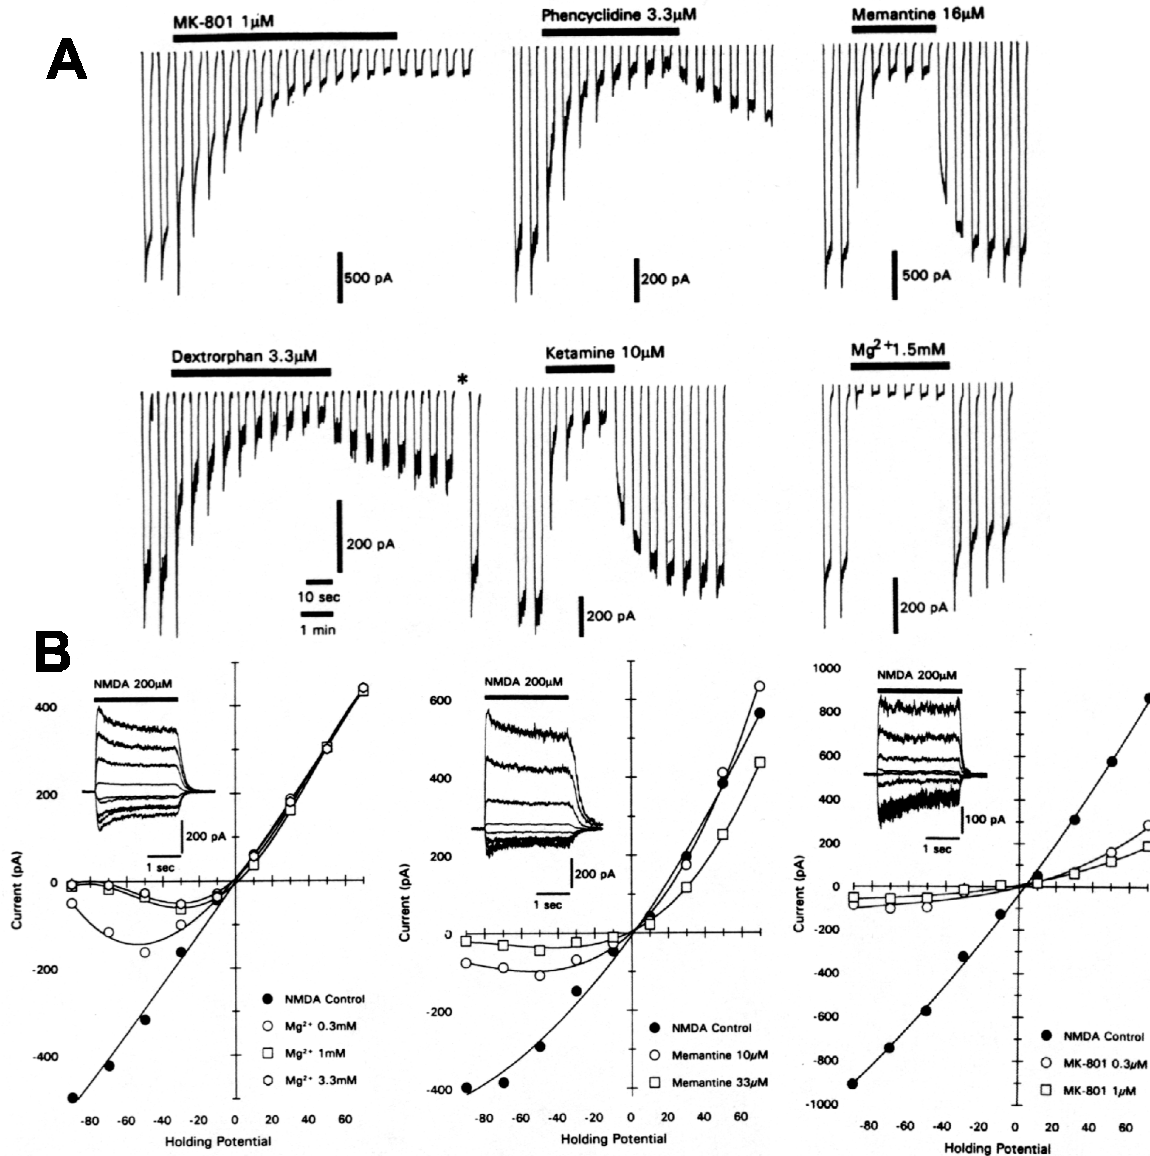 A
MK-801 1µM
Phencyclidine 3.3µM
Memantine 16µM
500 pA
200 pA
500 pA
Dextrorphan 3.3µM
Ketamine 10µM
Mg2+1.5mM
*
200 pA
10 sec
1 min
200 pA
200 pA
B
NMDA 200µM
400
200
0
-200
-400
200 pA
1 sec
Current (pA)
NMDA Control
Mg2+ 0.3mM
Mg2+ 1mM
Mg2+ 3.3mM
-80 -60 -40 -20 0 20 40 60
Holding Potential
NMDA 200µM
600
400
200
0
-200
-400
200 pA
1 sec
Current (pA)
NMDA Control
Memantine 10µM
Memantine 33µM
-80 -60 -40 -20 0 20 40 60
Holding Potential
NMDA 200µM
1000
800
600
400
200
0
-200
-400
-600
-800
-1000
100 pA
1 sec
Current (pA)
NMDA Control
MK-801 0.3µM
MK-801 1µM
-80 -60 -40 -20 0 20 40 60
Holding Potential